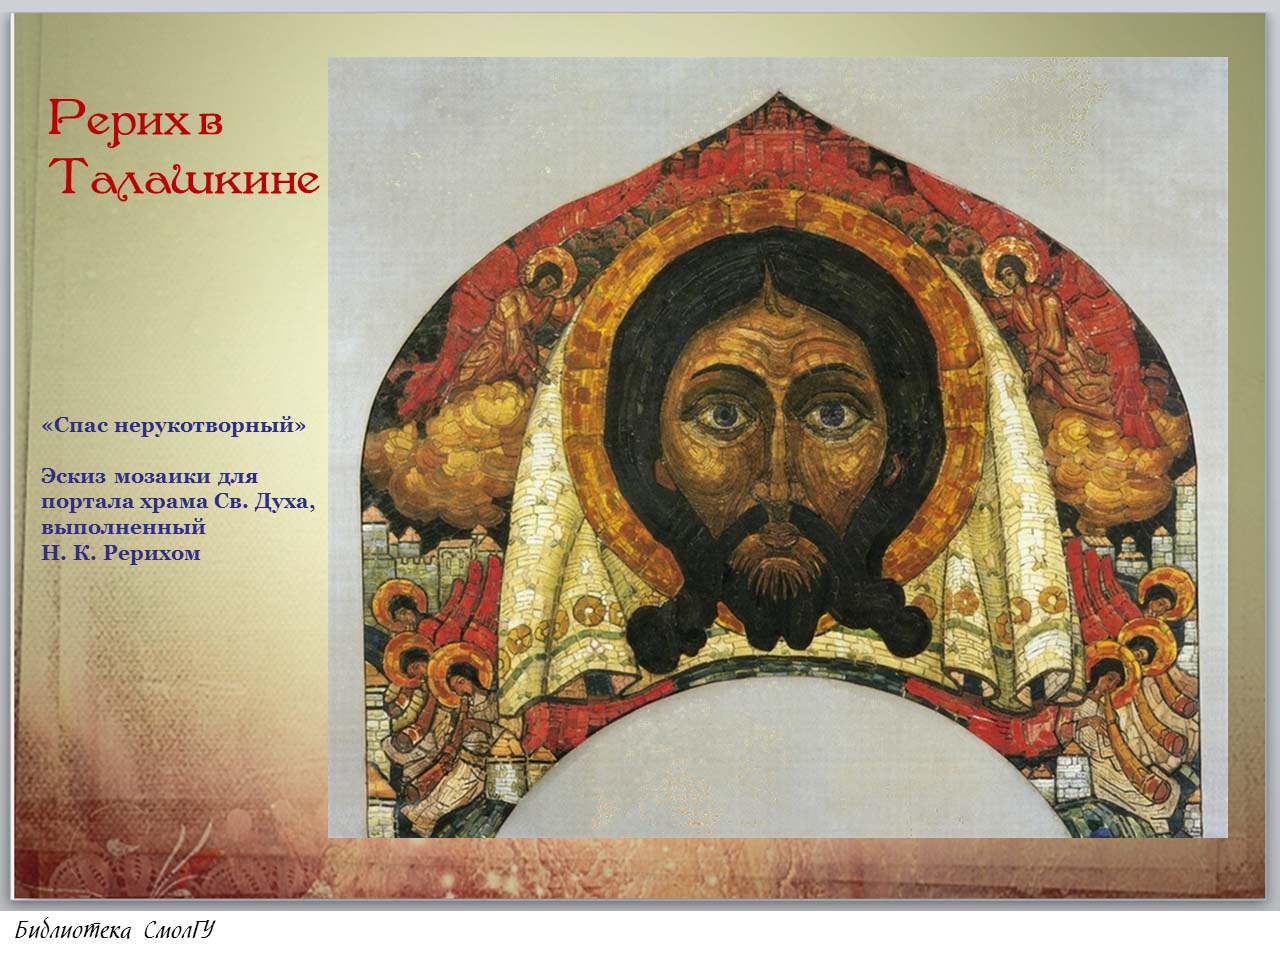 Рерих в
Талашкине
«Спас нерукотворный»
Эскиз мозаики для
портала храма Св. Духа,
выполненный
Н. К. Рерихом
Библиотека СмолГУ